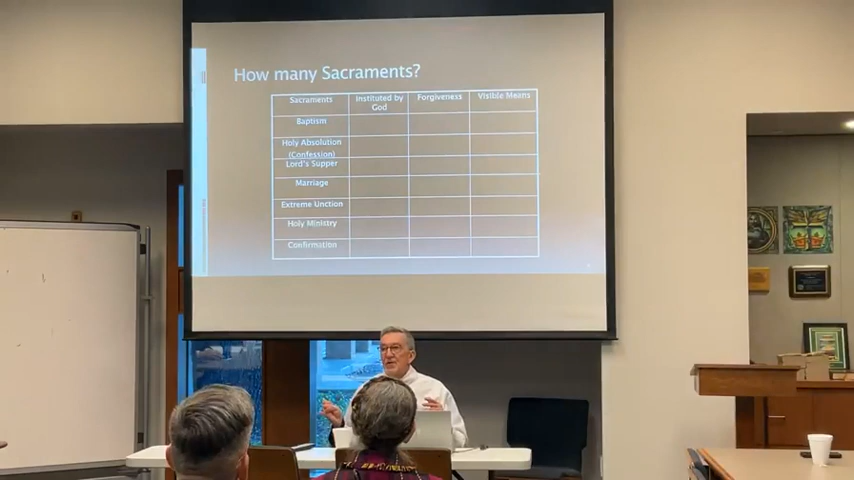 How many Sacraments?
Sacraments Instituted by God Forgiveness Visible Means
Baptism
Holy Absolution
(Confession)
Lord's Supper
Marriage
Extreme Unction
Holy Ministry
Confirmation